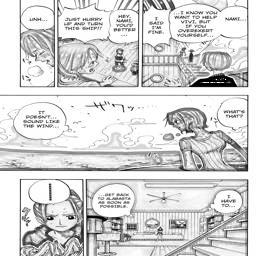 NAMI...
...I KNOW
YOU WANT
TO HELP
VIVI, BUT
IF YOU
OVEREXERT
YOURSELF...
I SAID
I'M
FINE.
HEY,
NAMI,
YOU'D
BETTER
JUST HURRY
UP AND TURN
THIS SHIP!!
UNH...
WHAT'S
THAT?
IT
DOESN'T...
SOUND LIKE
THE WIND...
I HAVE
TO...
...GET BACK
TO ALABASTA
AS SOON AS
POSSIBLE.